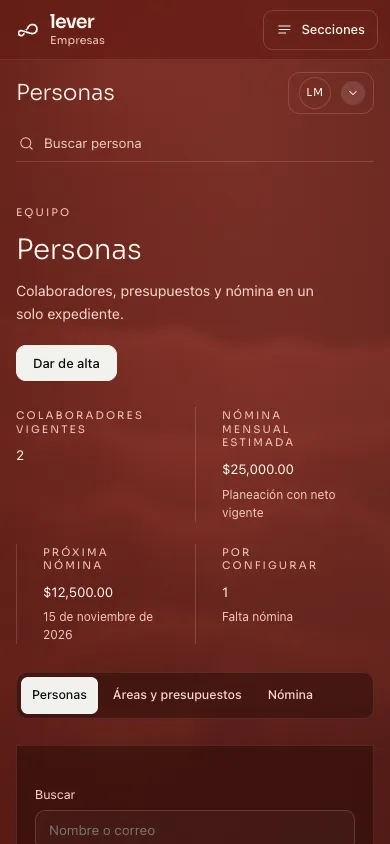 lever
Empresas
Secciones
Personas
LM
Buscar persona
EQUIPO
Personas
Colaboradores, presupuestos y nómina en un
solo expediente.
Dar de alta
COLABORADORES
VIGENTES
2
NÓMINA
MENSUAL
ESTIMADA
$25,000.00
Planeación con neto
vigente
PRÓXIMA
NÓMINA
$12,500.00
15 de noviembre de
2026
POR
CONFIGURAR
1
Falta nómina
Personas
Áreas y presupuestos
Nómina
Buscar
Nombre o correo